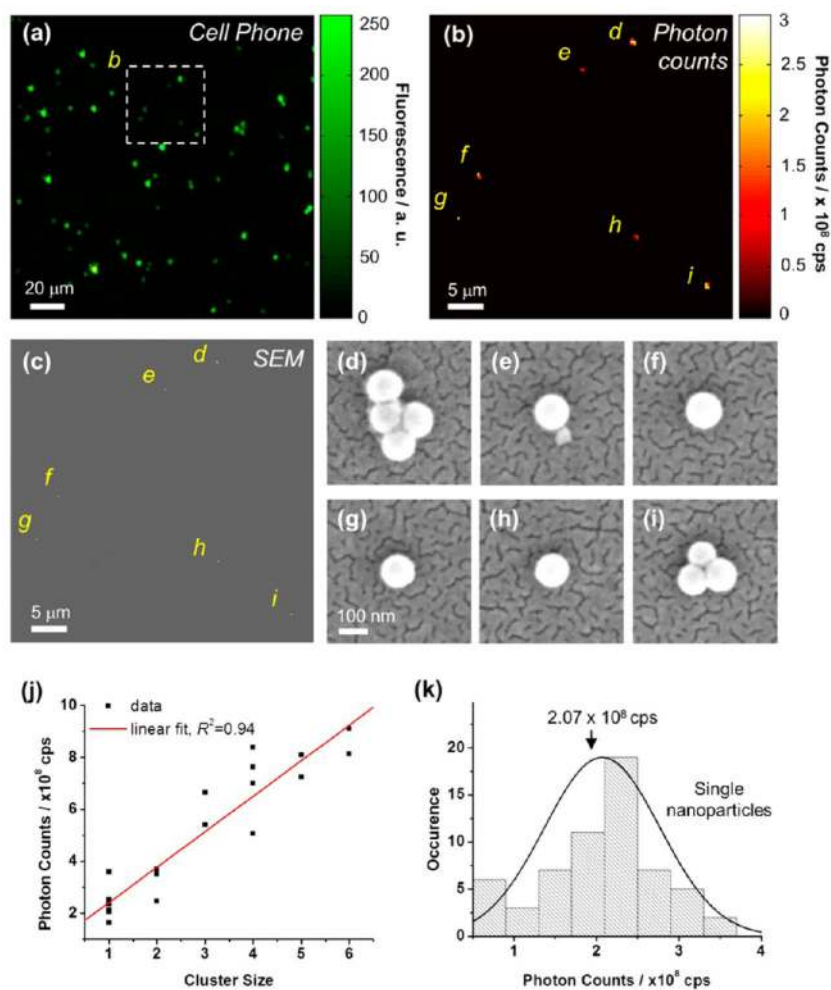 (a)
Cell Phone
b
20 μm
250
200
150
100
50
0
Fluorescence / a. u.
(b)
Photon
counts
d
e
f
g
h
i
5 μm
3
2.5
2
1.5
1
0.5
0
Photon Counts / x 10⁸ cps
(c)
SEM
d
e
f
g
h
i
5 μm
(d)
(e)
(f)
(g)
100 nm
(h)
(i)
(j)
data
linear fit, R²=0.94
10
8
6
4
2
Photon Counts / x10⁸ cps
1 2 3 4 5 6
Cluster Size
(k)
2.07 x 10⁸ cps
Single
nanoparticles
20
15
10
5
0
Occurence
1 2 3 4
Photon Counts / x10⁸ cps